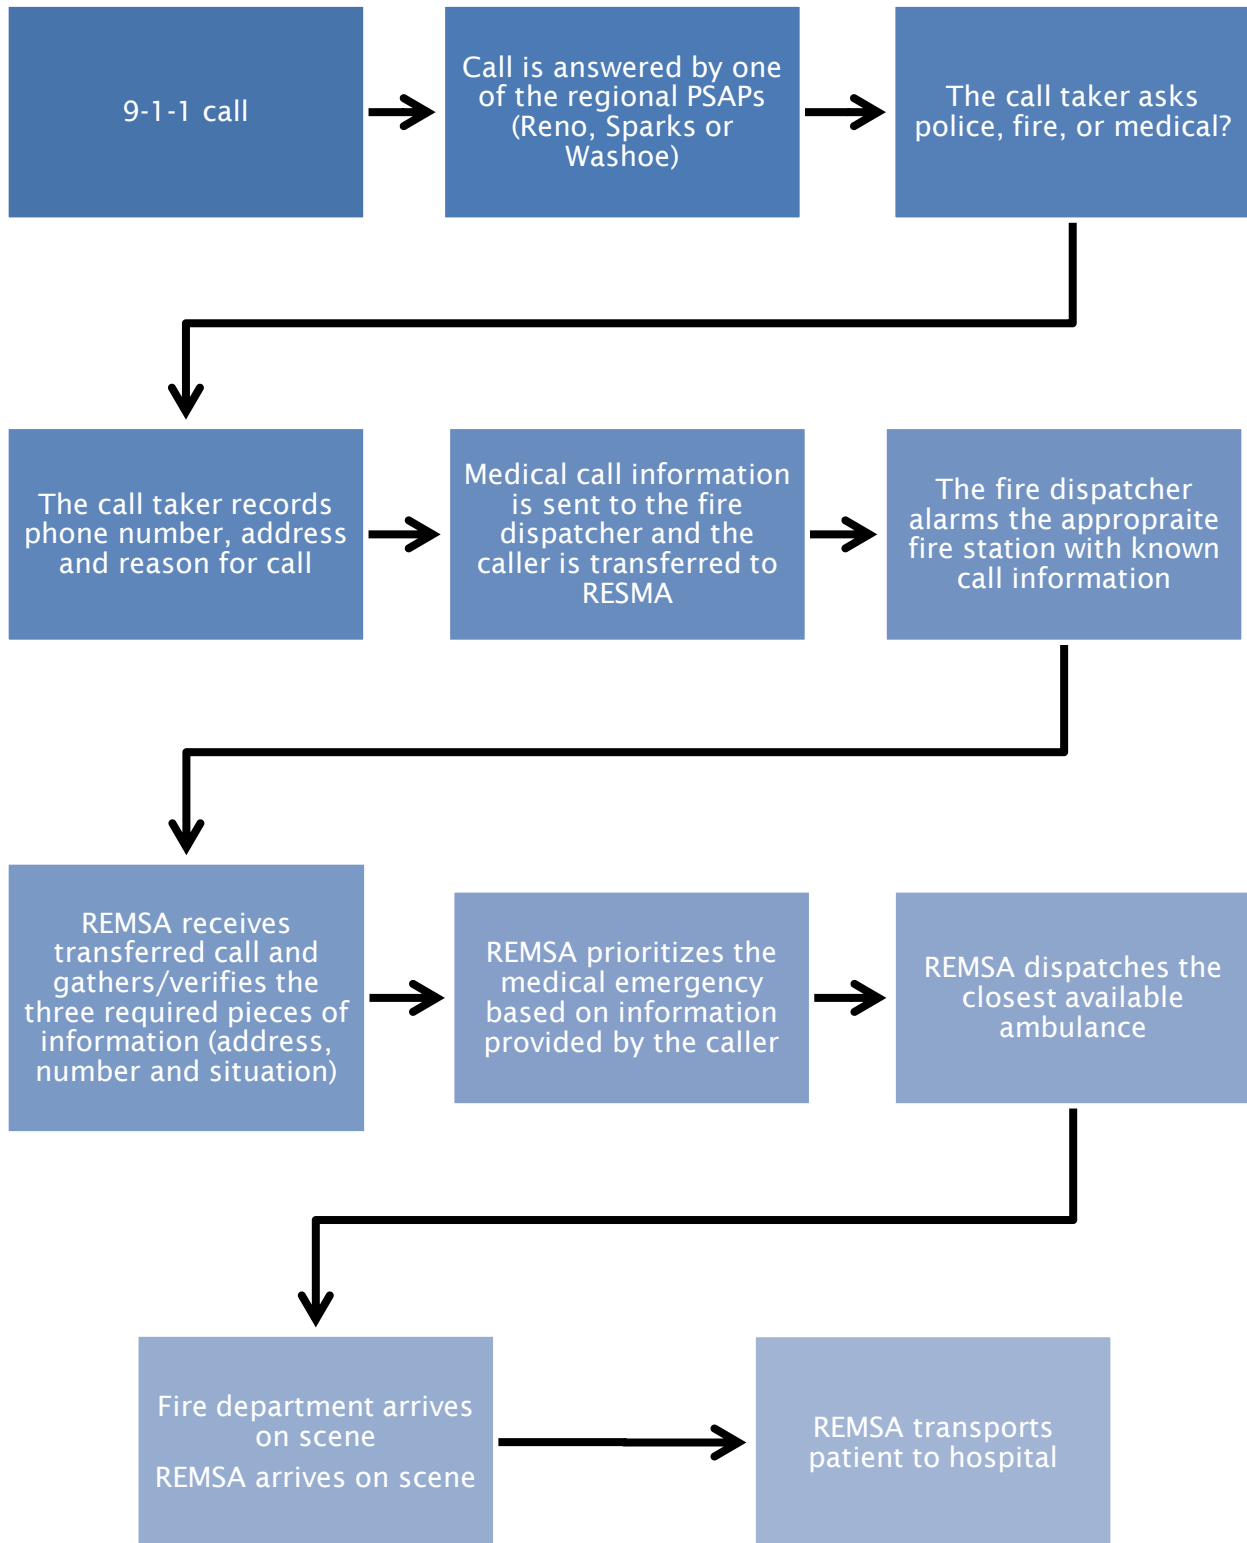 9-1-1 call
Call is answered by one
of the regional PSAPs
(Reno, Sparks or
Washoe)
The call taker asks
police, fire, or medical?
The call taker records
phone number, address
and reason for call
Medical call information
is sent to the fire
dispatcher and the
caller is transferred to
RESMA
The fire dispatcher
alarms the appropraite
fire station with known
call information
REMSA receives
transferred call and
gathers/verifies the
three required pieces of
information (address,
number and situation)
REMSA prioritizes the
medical emergency
based on information
provided by the caller
REMSA dispatches the
closest available
ambulance
Fire department arrives
on scene
REMSA arrives on scene
REMSA transports
patient to hospital